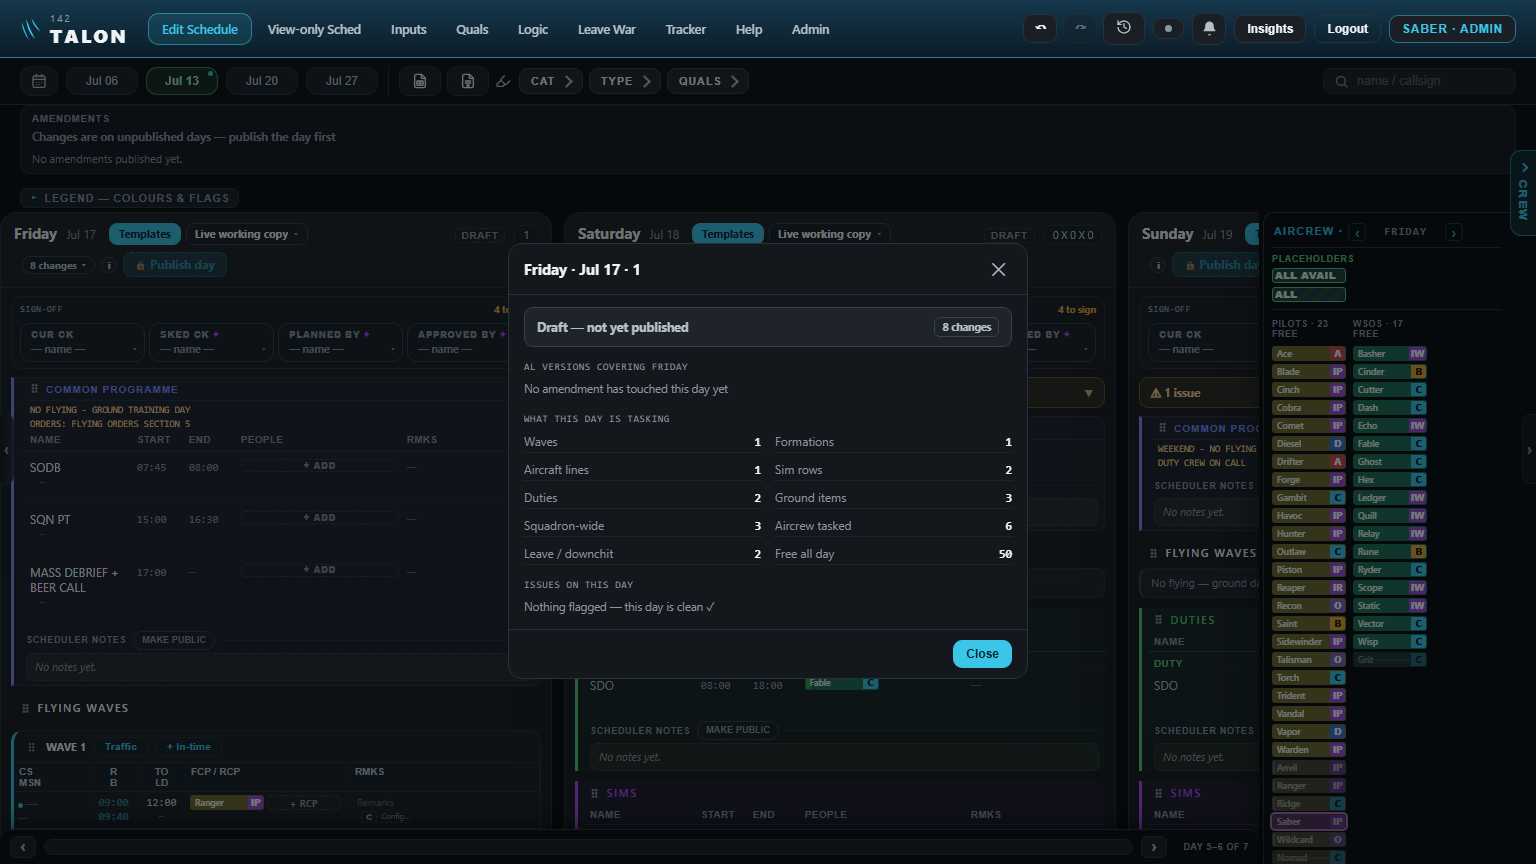 142
TALON
Edit Schedule
View-only Sched
Inputs
Quals
Logic
Leave War
Tracker
Help
Admin
Insights
Logout
SABER · ADMIN
Jul 06
Jul 13
Jul 20
Jul 27
CAT
TYPE
QUALS
name / callsign
AMENDMENTS
Changes are on unpublished days — publish the day first
No amendments published yet.
LEGEND — COLOURS & FLAGS
CREW
Friday Jul 17 Templates Live working copy DRAFT 1
8 changes i Publish day
SIGN-OFF 4 to
CUR CK
— name —
SKED CK
— name —
PLANNED BY
— name —
APPROVED BY
— name —
COMMON PROGRAMME
NO FLYING - GROUND TRAINING DAY
ORDERS: FLYING ORDERS SECTION 5
NAME START END PEOPLE RMKS
SODB 07:45 08:00 + ADD —
—
SQN PT 15:00 16:30 + ADD —
—
MASS DEBRIEF + BEER CALL 17:00 — + ADD —
—
SCHEDULER NOTES MAKE PUBLIC
No notes yet.
FLYING WAVES
WAVE 1 Traffic + In-time
CS MSN R B TO LD FCP / RCP RMKS
— 09:00 12:00 Ranger IP + RCP Remarks
— 09:40 — C Config...
Saturday Jul 18 Templates Live working copy DRAFT 0X0X0
4 to sign
ED BY
SDO 08:00 18:00 Fable C —
SCHEDULER NOTES MAKE PUBLIC
No notes yet.
SIMS
NAME START END PEOPLE RMKS
Friday · Jul 17 · 1
Draft — not yet published
8 changes
AL VERSIONS COVERING FRIDAY
No amendment has touched this day yet
WHAT THIS DAY IS TASKING
Waves 1 Formations 1
Aircraft lines 1 Sim rows 2
Duties 2 Ground items 3
Squadron-wide 3 Aircrew tasked 6
Leave / downchit 2 Free all day 50
ISSUES ON THIS DAY
Nothing flagged — this day is clean ✓
Close
Sunday Jul 19
i Publish da
SIGN-OFF
CUR CK
— name —
1 issue
COMMON PROG
WEEKEND - NO FLYING
DUTY CREW ON CALL
SCHEDULER NOTES
No notes yet.
FLYING WAVES
No flying — ground da
DUTIES
NAME
DUTY
SDO
SCHEDULER NOTES
No notes yet.
SIMS
NAME
AIRCREW · FRIDAY
PLACEHOLDERS
ALL AVAIL
ALL
PILOTS · 23 FREE
WSOS · 17 FREE
Ace A Basher IW
Blade IP Cinder B
Cinch IP Cutter C
Cobra IP Dash C
Comet IP Echo IW
Diesel D Fable C
Drifter A Ghost C
Forge IP Hex C
Gambit C Ledger IW
Havoc IP Quill IW
Hunter IP Relay IW
Outlaw C Rune B
Piston IP Ryder C
Reaper IR Scope IW
Recon O Static IW
Saint B Vector C
Sidewinder IP Wisp C
Talisman O Grit C
Torch C
Trident IP
Vandal IP
Vapor D
Warden IP
Anvil IP
Ranger IP
Ridge C
Saber IP
Wildcard O
Nomad C
DAY 5–6 OF 7